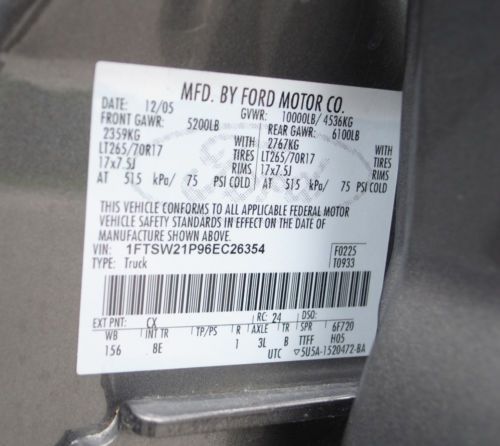 MFD. BY FORD MOTOR CO.
DATE: 12/05 GVWR: 10000LB/ 4536KG
FRONT GAWR: 5200LB REAR GAWR: 6100LB
2359KG WITH 2767KG WITH
LT265/70R17 TIRES LT265/70R17 TIRES
17x7.5J RIMS 17x7.5J RIMS
AT 515 kPa/ 75 PSI COLD AT 515 kPa/ 75 PSI COLD
THIS VEHICLE CONFORMS TO ALL APPLICABLE FEDERAL MOTOR
VEHICLE SAFETY STANDARDS IN EFFECT ON THE DATE OF
MANUFACTURE SHOWN ABOVE.
VIN: 1FTSW21P96EC26354 F0225
TYPE: Truck T0933
EXT PNT: CX RC: 24 DSO:
WB INT TR TP/PS R AXLE TR SPR 6F720
156 BE 1 3L B TTFF H05
UTC ▽5U5A-1520472-BA